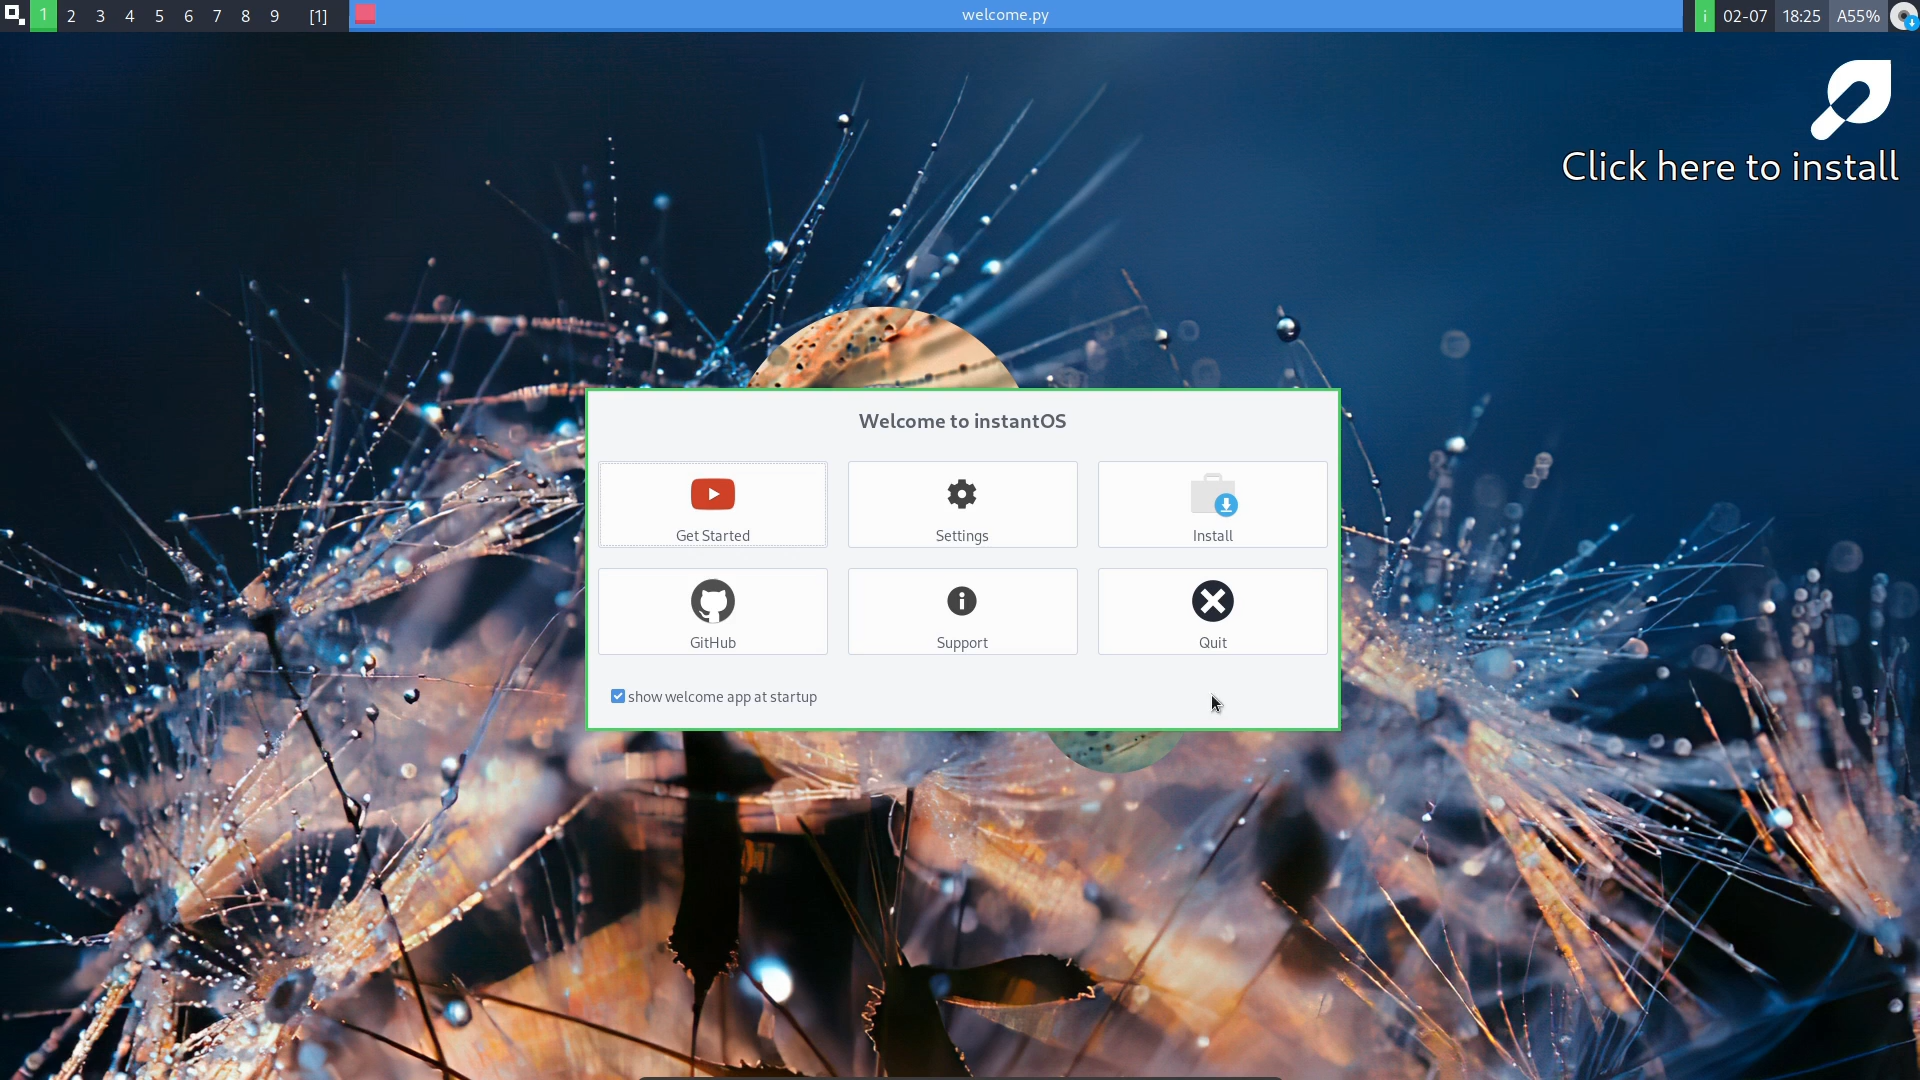 1 2 3 4 5 6 7 8 9 [1] welcome.py i 02-07 18:25 A55%
Click here to install
Welcome to instantOS
Get Started Settings Install
GitHub Support Quit
show welcome app at startup